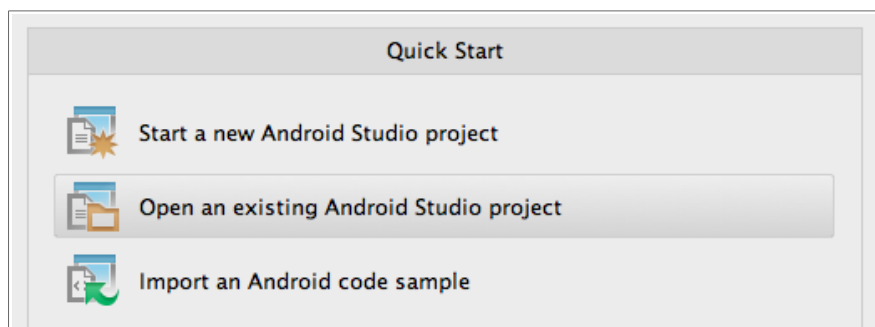 Quick Start
Start a new Android Studio project
Open an existing Android Studio project
Import an Android code sample